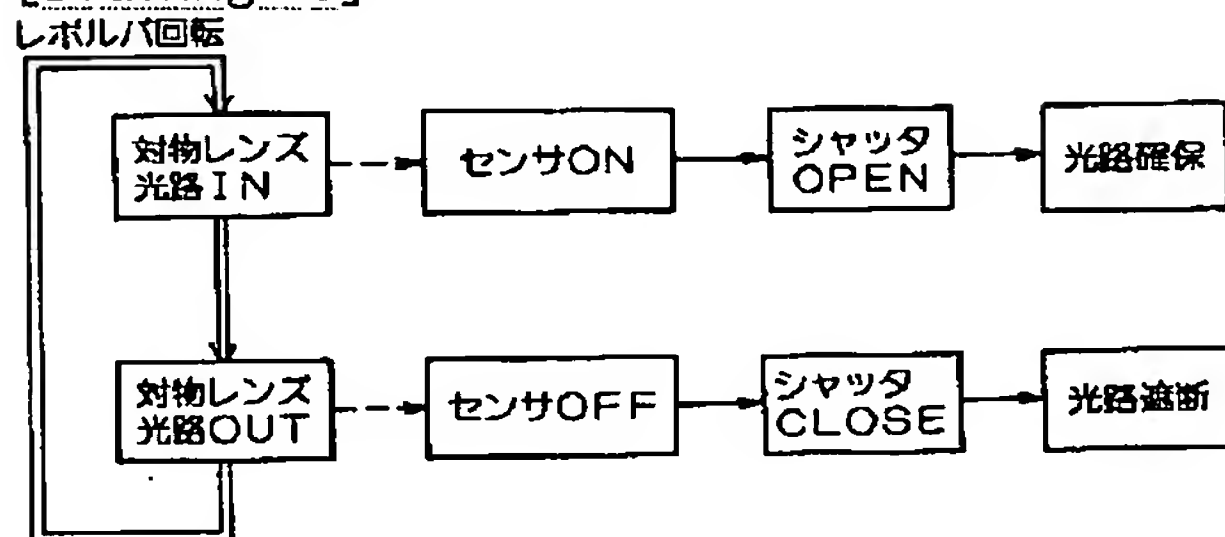 レボルバ回転
対物レンズ
光路IN
センサON
シャッタ
OPEN
光路確保
対物レンズ
光路OUT
センサOFF
シャッタ
CLOSE
光路遮断